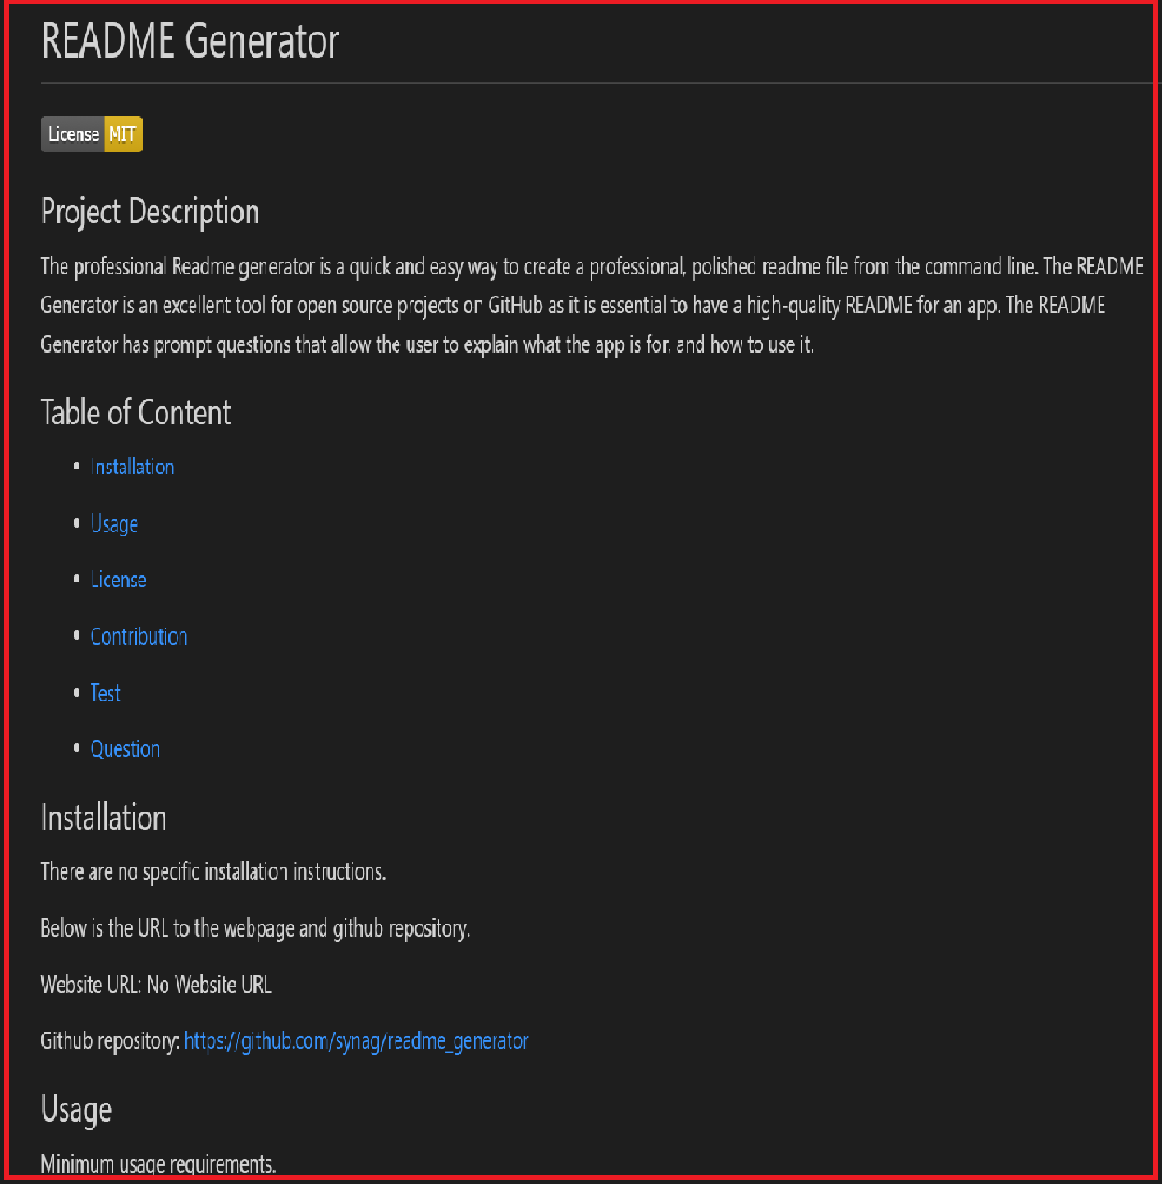 README Generator
License MIT
Project Description
The professional Readme generator is a quick and easy way to create a professional, polished readme file from the command line. The README
Generator is an excellent tool for open source projects on GitHub as it is essential to have a high-quality README for an app. The README
Generator has prompt questions that allow the user to explain what the app is for, and how to use it.
Table of Content
• Installation
• Usage
• License
• Contribution
• Test
• Question
Installation
There are no specific installation instructions.
Below is the URL to the webpage and github repository.
Website URL: No Website URL
Github repository: https://github.com/synag/readme_generator
Usage
Minimum usage requirements.